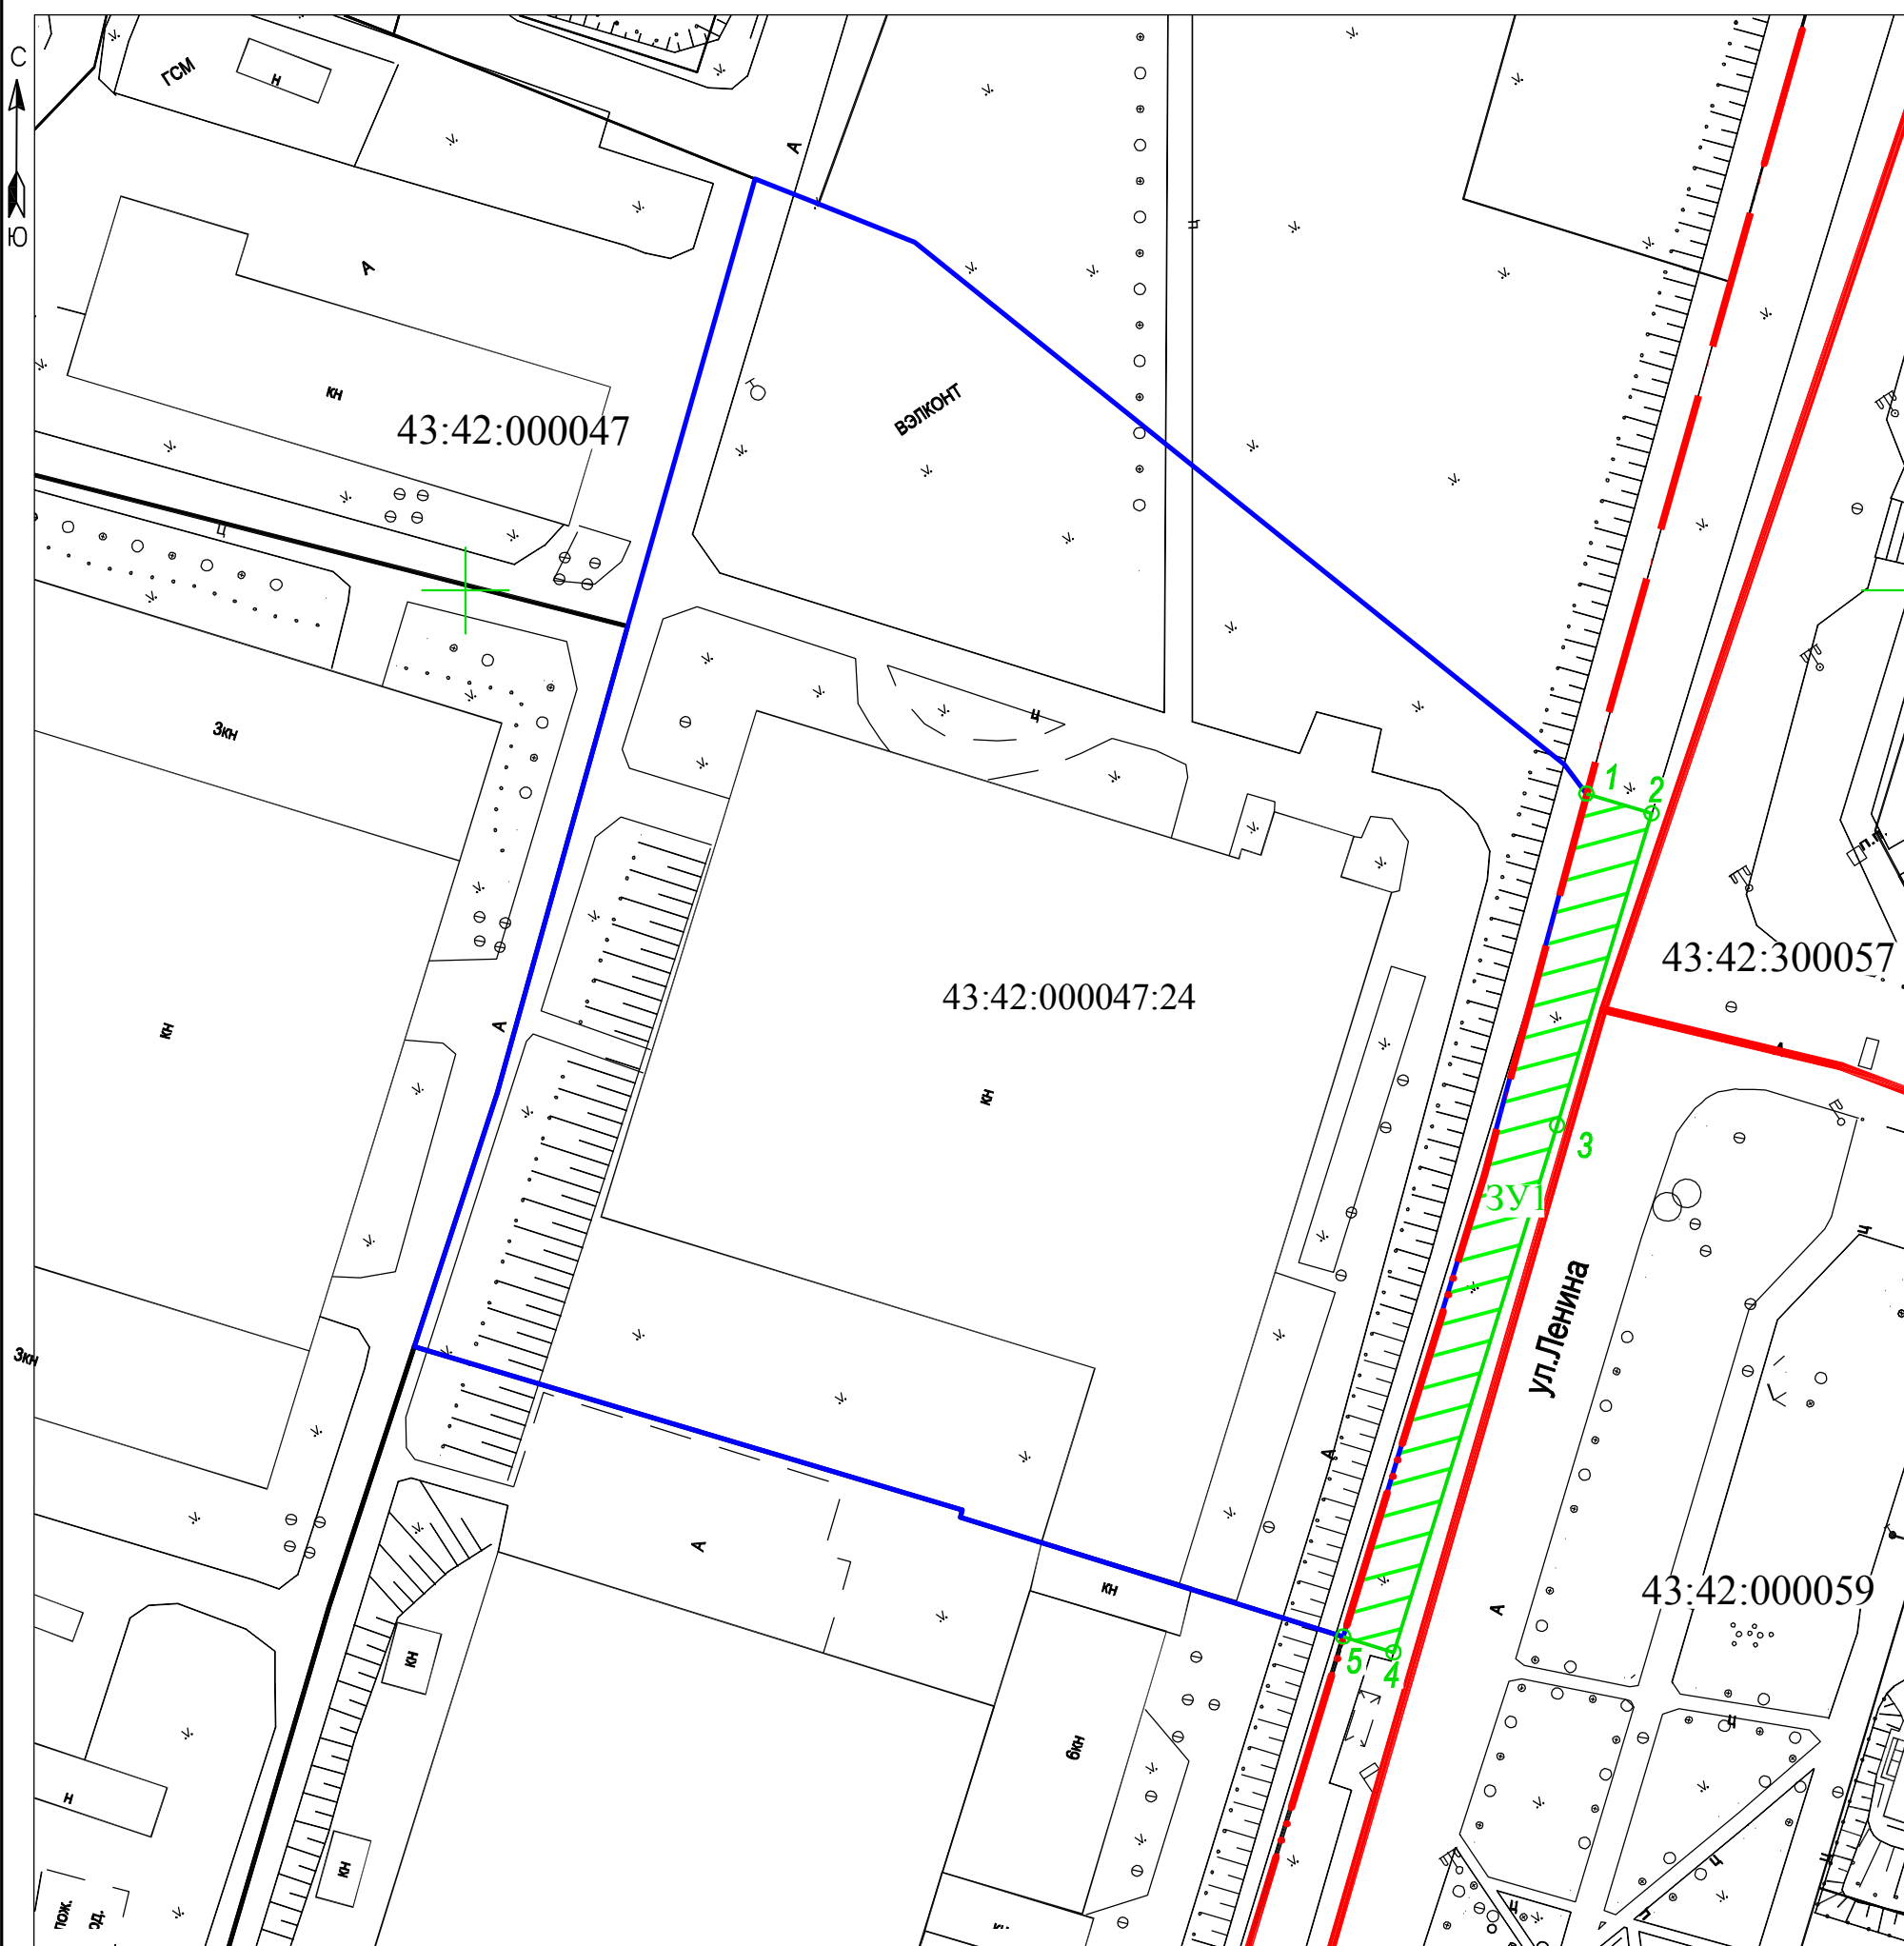 С
Ю
ГСМ
н
А
А
ц
кн
43:42:000047
ВЭЛКОНТ
ц
3кн
ц
1
2
п.п.
43:42:300057
43:42:000047:24
А
кн
кн
А
3
ЗУ1
ц
ул.Ленина
3кн
А
43:42:000059
А
кн
А
кн
5
4
6кн
ц
н
кн
ц
ц
ц
пож.